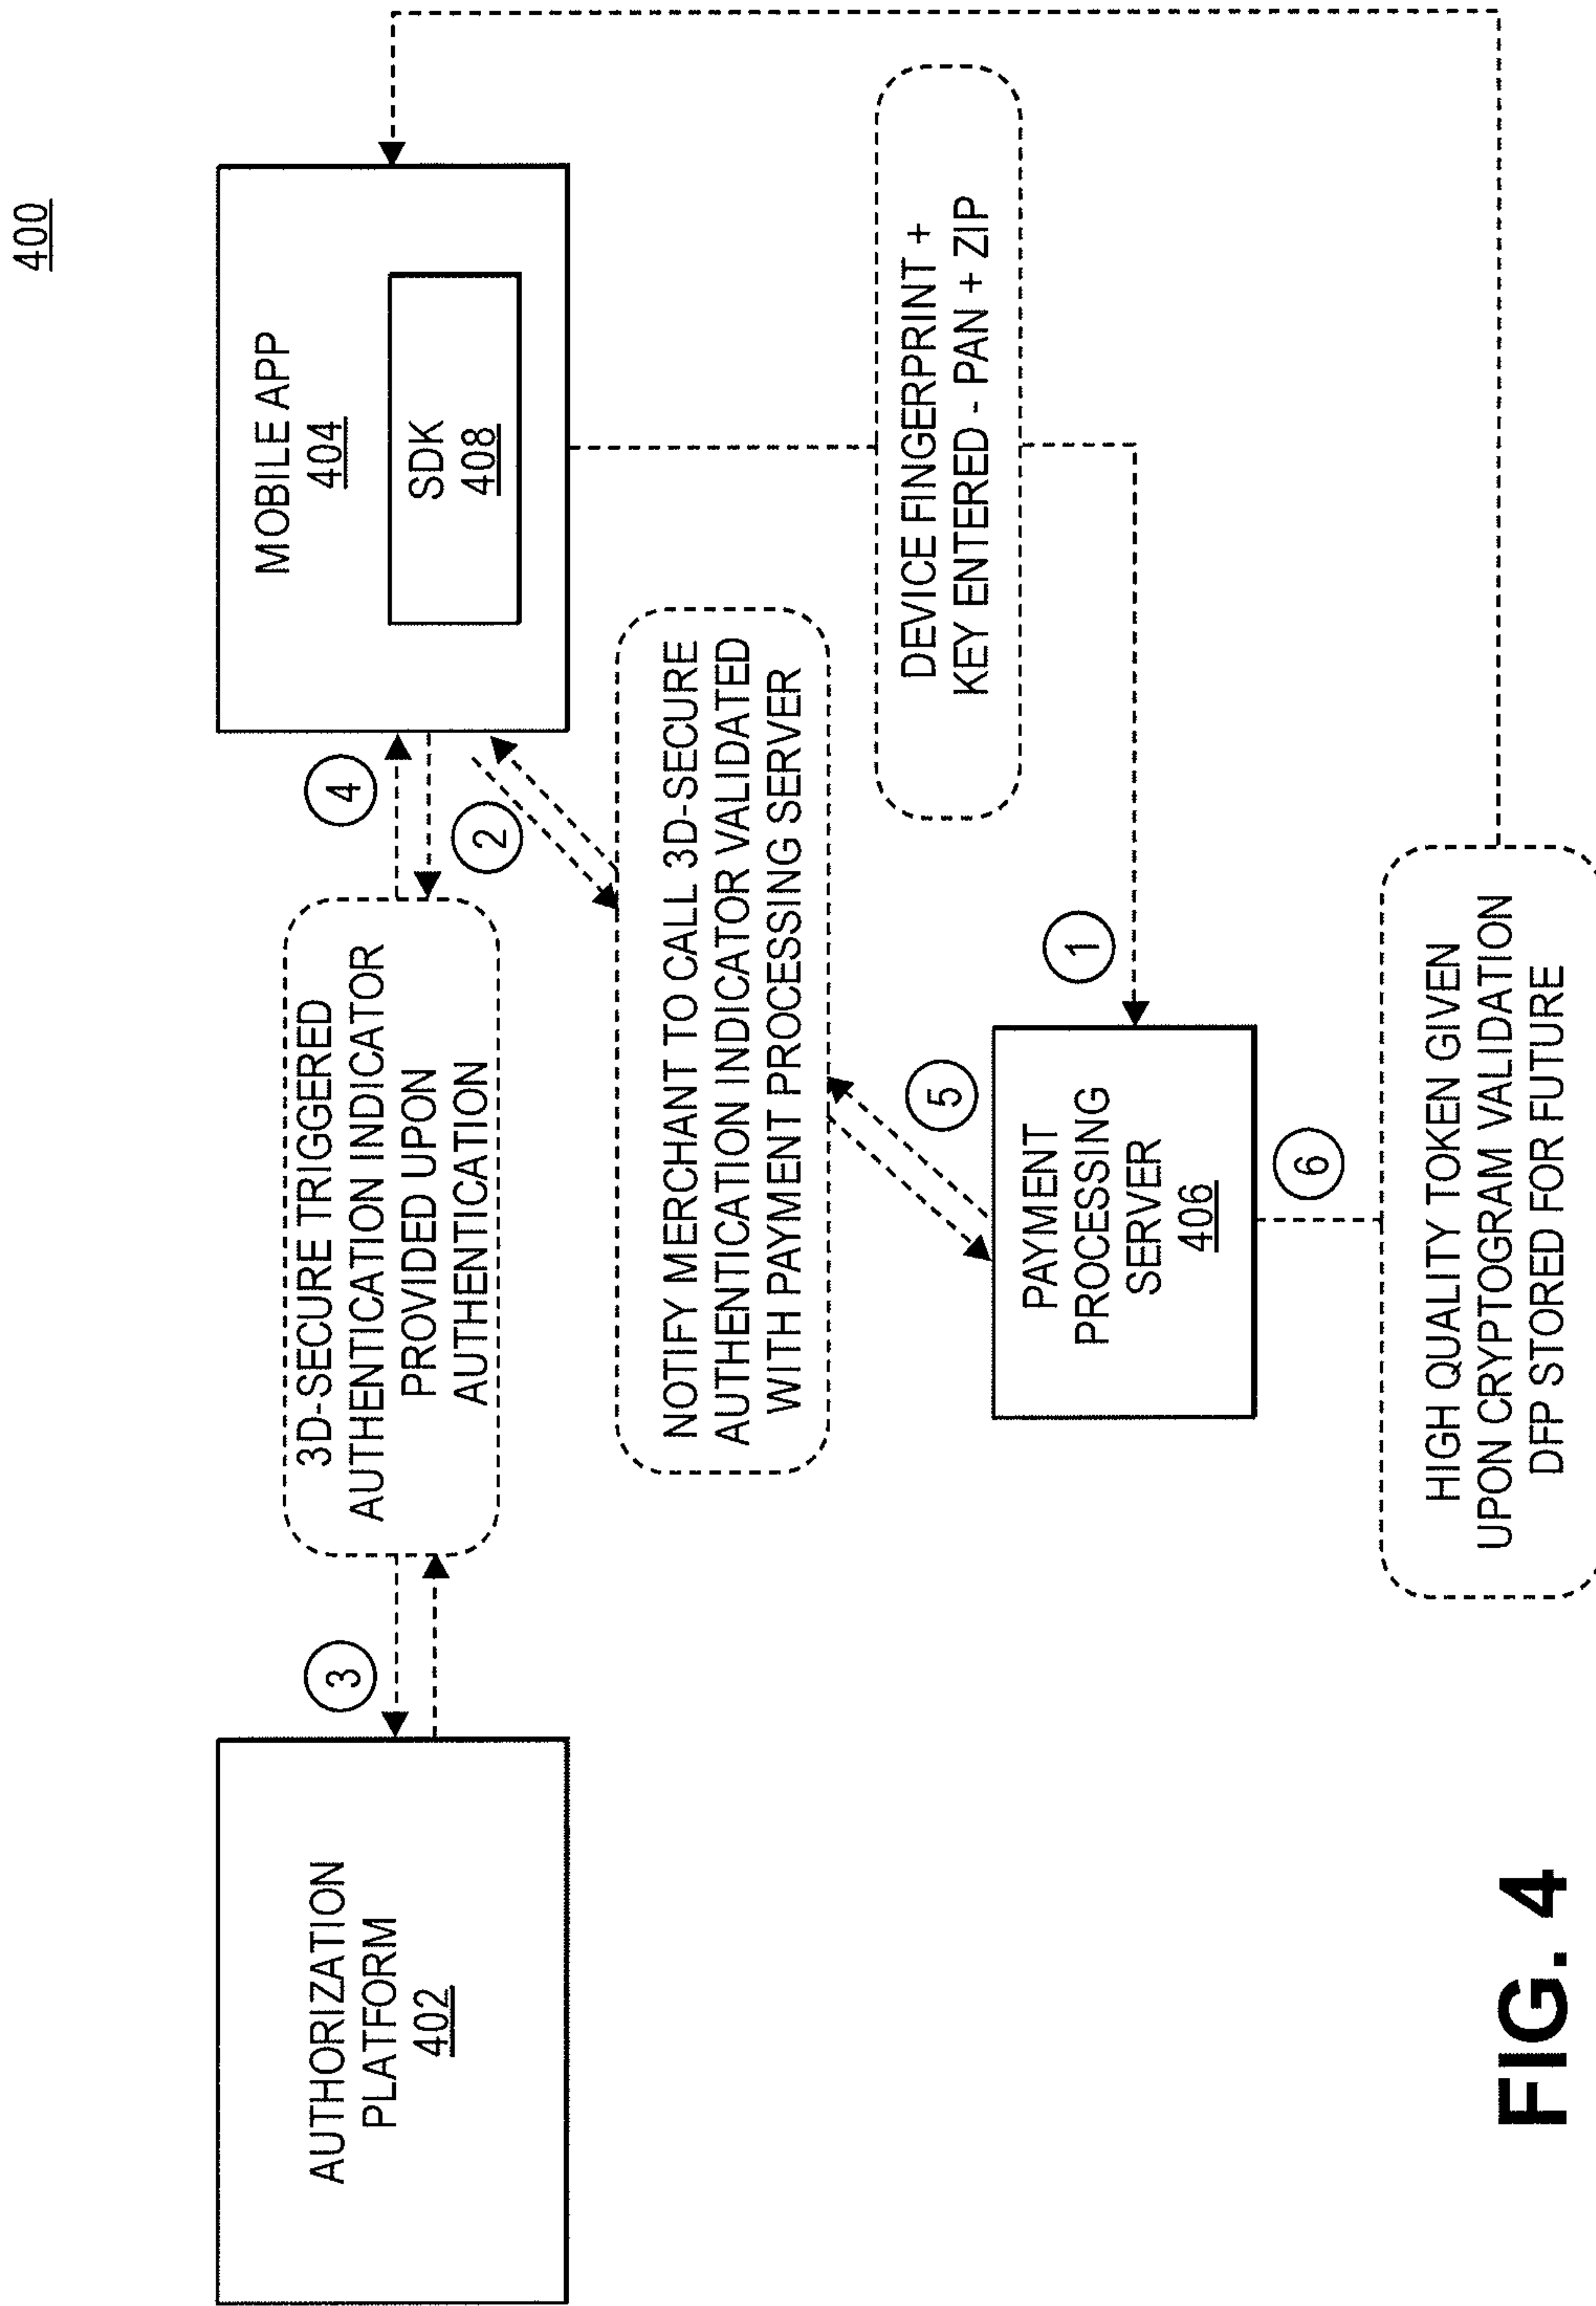 400
AUTHORIZATION
PLATFORM
402
3
3D-SECURE TRIGGERED
AUTHENTICATION INDICATOR
PROVIDED UPON
AUTHENTICATION
4
MOBILE APP
404
SDK
408
2
NOTIFY MERCHANT TO CALL 3D-SECURE
AUTHENTICATION INDICATOR VALIDATED
WITH PAYMENT PROCESSING SERVER
DEVICE FINGERPRINT +
KEY ENTERED - PAN + ZIP
5
1
PAYMENT
PROCESSING
SERVER
406
6
HIGH QUALITY TOKEN GIVEN
UPON CRYPTOGRAM VALIDATION
DFP STORED FOR FUTURE
FIG. 4